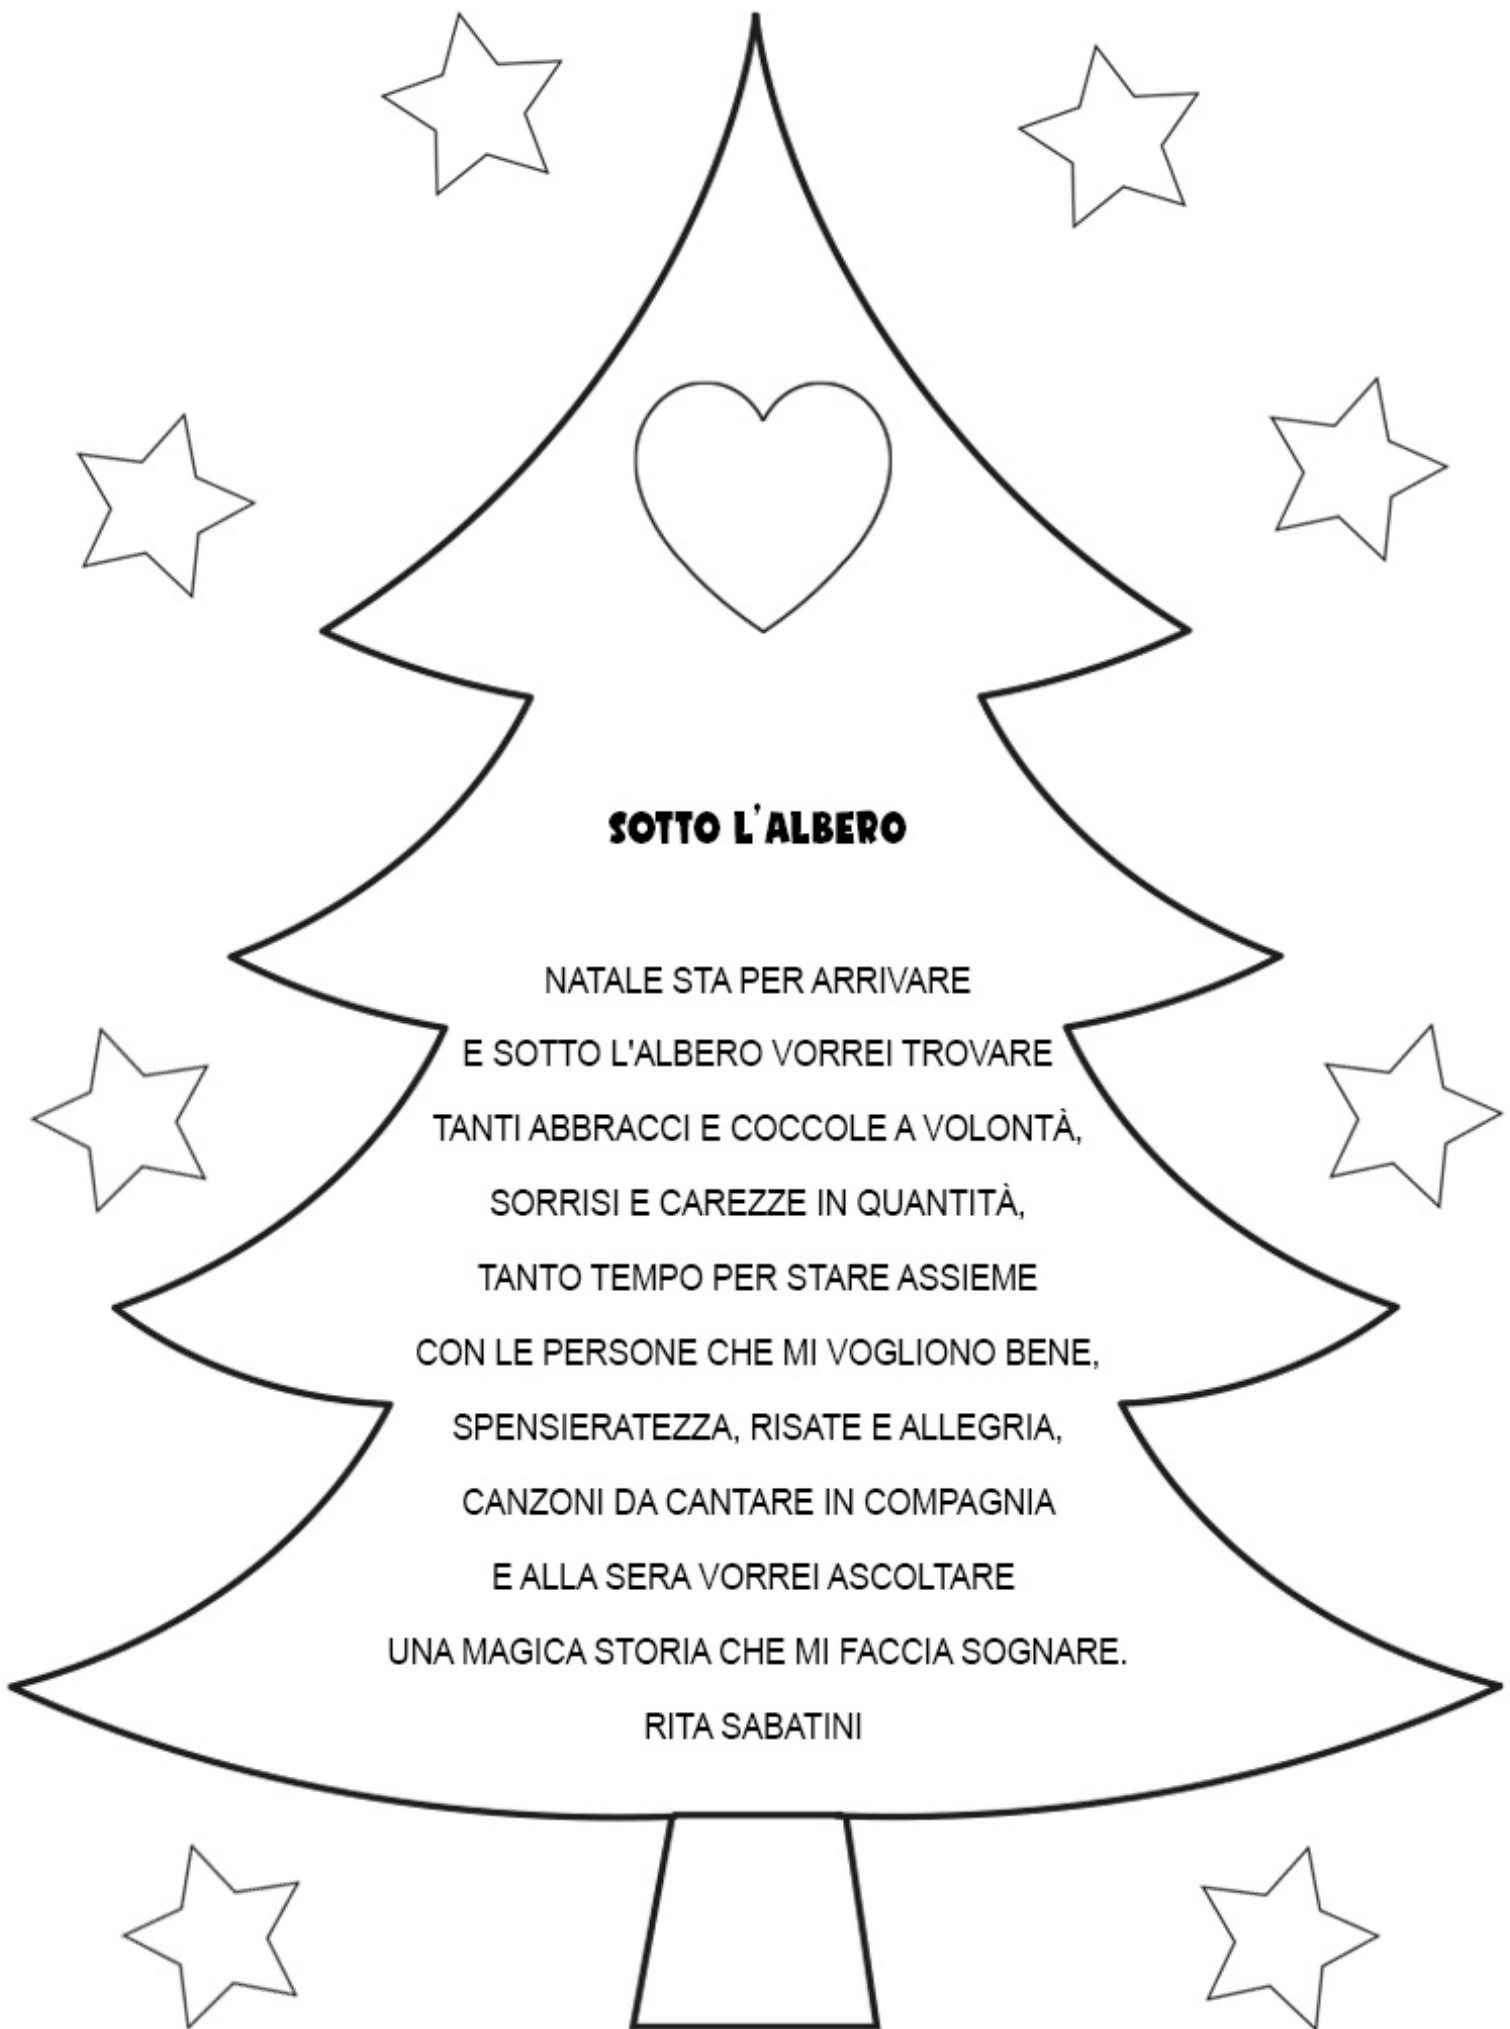 SOTTO L'ALBERO
NATALE STA PER ARRIVARE
E SOTTO L'ALBERO VORREI TROVARE
TANTI ABBRACCI E COCCOLE A VOLONTÀ,
SORRISI E CAREZZE IN QUANTITÀ,
TANTO TEMPO PER STARE ASSIEME
CON LE PERSONE CHE MI VOGLIONO BENE,
SPENSIERATEZZA, RISATE E ALLEGRIA,
CANZONI DA CANTARE IN COMPAGNIA
E ALLA SERA VORREI ASCOLTARE
UNA MAGICA STORIA CHE MI FACCIA SOGNARE.
RITA SABATINI